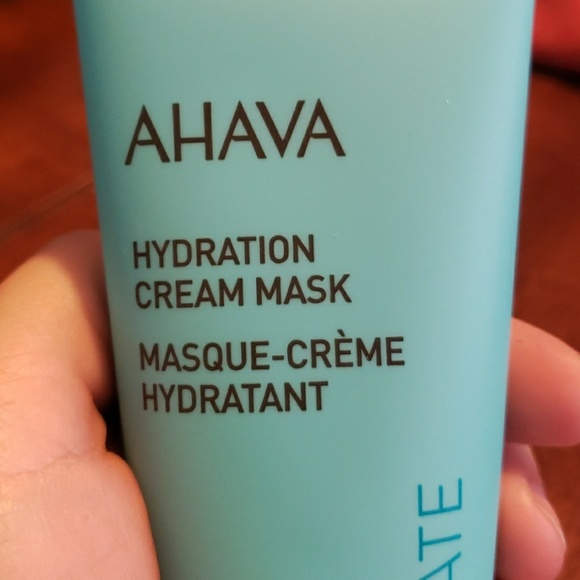 AHAVA
HYDRATION
CREAM MASK
MASQUE-CRÈME
HYDRATANT